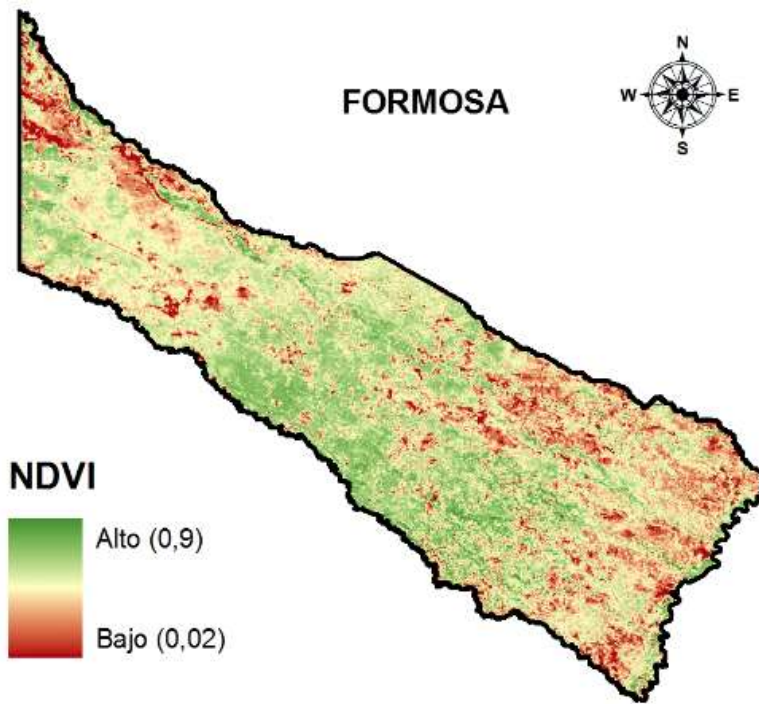 N
FORMOSA
W E
S
NDVI
Alto (0,9)
Bajo (0,02)